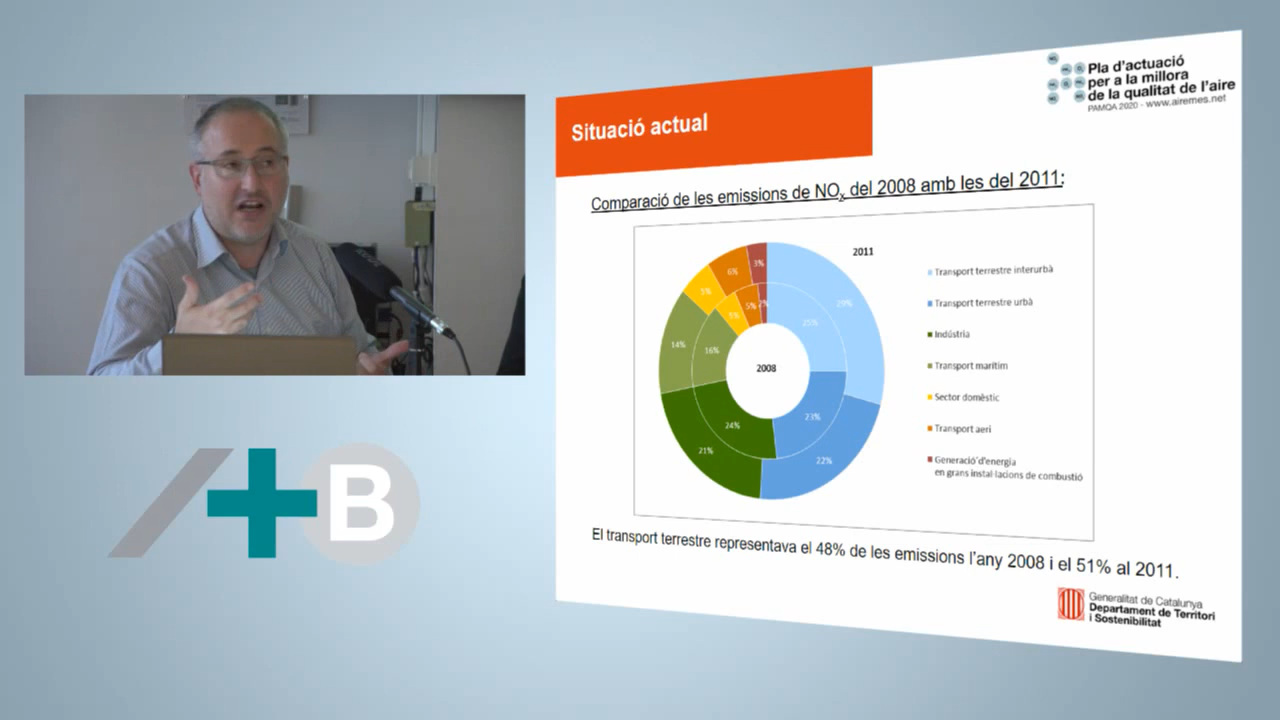 Situació actual
Pla d'actuació
per a la millora
de la qualitat de l'aire
PAMQA 2020 - www.airemes.net
Comparació de les emissions de NOx del 2008 amb les del 2011:
2011
3%
6%
29%
5%
2%
25%
14%
16%
2008
23%
24%
21%
22%
Transport terrestre interurbà
Transport terrestre urbà
Indústria
Transport marítim
Sector domèstic
Transport aeri
Generació d'energia
en grans instal·lacions de combustió
El transport terrestre representava el 48% de les emissions l'any 2008 i el 51% al 2011.
Generalitat de Catalunya
Departament de Territori
i Sostenibilitat
B